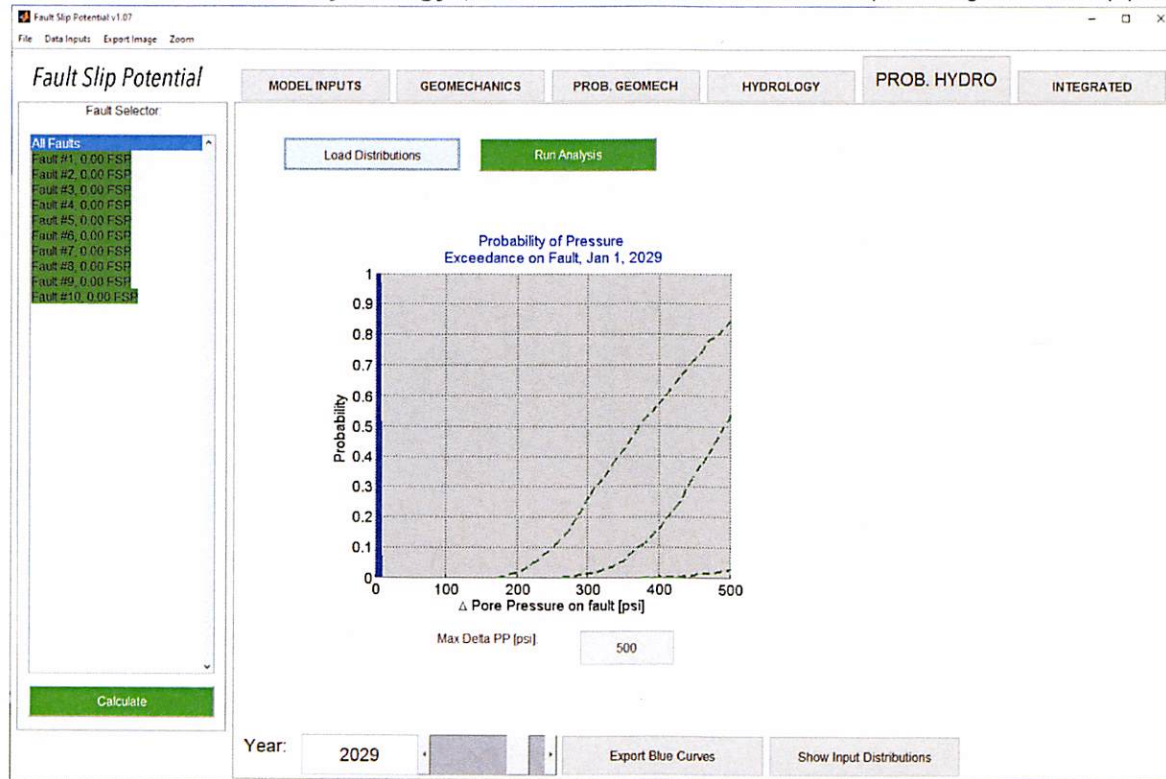 Fault Slip Potential v1.07
File Data Inputs Export Image Zoom
Fault Slip Potential
MODEL INPUTS GEOMECHANICS PROB. GEOMECH HYDROLOGY PROB. HYDRO INTEGRATED
Fault Selector:
All Faults
Fault #1, 0.00 FSP
Fault #2, 0.00 FSP
Fault #3, 0.00 FSP
Fault #4, 0.00 FSP
Fault #5, 0.00 FSP
Fault #6, 0.00 FSP
Fault #7, 0.00 FSP
Fault #8, 0.00 FSP
Fault #9, 0.00 FSP
Fault #10, 0.00 FSP
Load Distributions Run Analysis
Probability of Pressure
Exceedance on Fault, Jan 1, 2029
1
0.9
0.8
0.7
0.6
0.5
0.4
0.3
0.2
0.1
0
Probability
0 100 200 300 400 500
Δ Pore Pressure on fault [psi]
Max Delta PP [psi] 500
Calculate
Year: 2029 Export Blue Curves Show Input Distributions